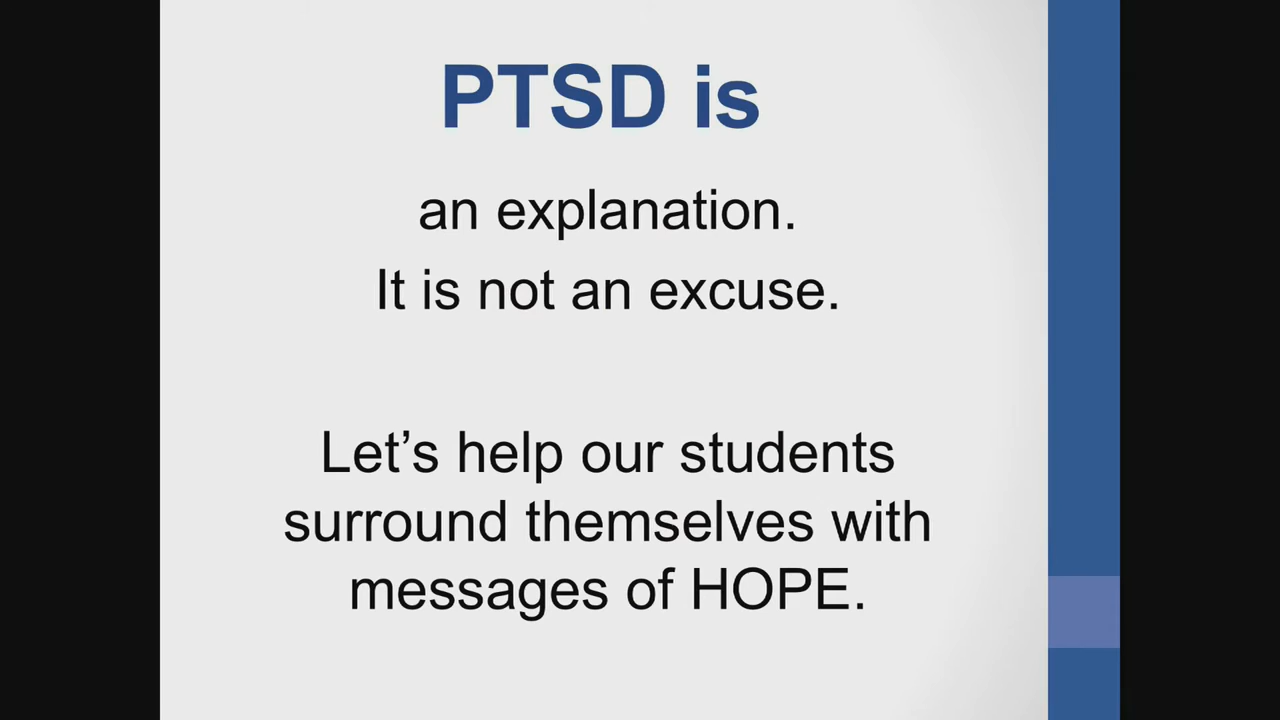 PTSD is
an explanation.
It is not an excuse.
Let’s help our students
surround themselves with
messages of HOPE.